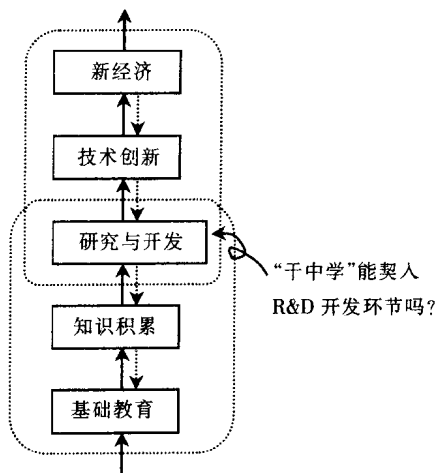 新经济
技术创新
研究与开发
“干中学”能契入
R&D 开发环节吗?
知识积累
基础教育